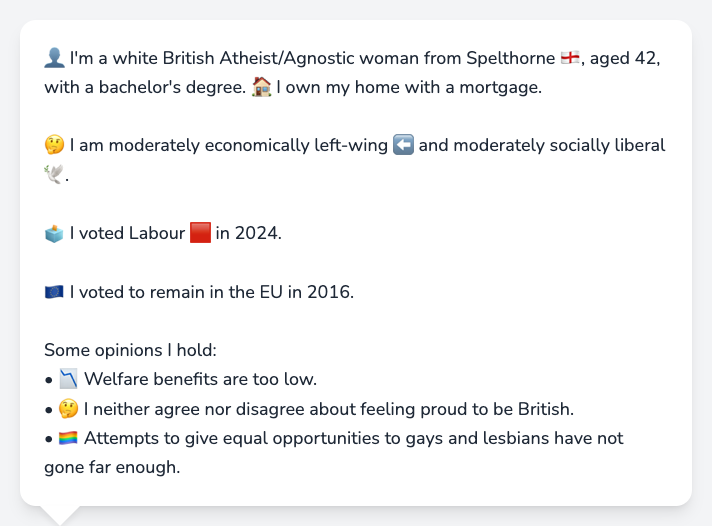 👤 I'm a white British Atheist/Agnostic woman from Spelthorne 🏴󠁧󠁢󠁥󠁮󠁧󠁿, aged 42,
with a bachelor's degree. 🏠 I own my home with a mortgage.
🤔 I am moderately economically left-wing ⬅️ and moderately socially liberal
🕊️.
🗳️ I voted Labour 🟥 in 2024.
🇪🇺 I voted to remain in the EU in 2016.
Some opinions I hold:
• 📉 Welfare benefits are too low.
• 🤔 I neither agree nor disagree about feeling proud to be British.
• 🏳️‍🌈 Attempts to give equal opportunities to gays and lesbians have not
gone far enough.